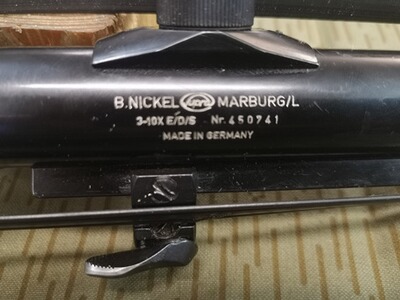 B. NICKEL MARBURG/L
3-10X E/D/S Nr. 450741
MADE IN GERMANY